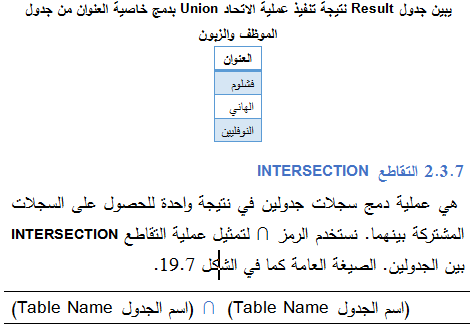 يبين جدول Result نتيجة تنفيذ عملية الاتحاد Union بدمج خاصية العنوان من جدول
الموظف والزبون
العنوان
فشلوم
الهاني
النوفليين
2.3.7 التقاطع INTERSECTION
هي عملية دمج سجلات جدولين في نتيجة واحدة للحصول على السجلات
المشتركة بينهما. نستخدم الرمز ∩ لتمثيل عملية التقاطع INTERSECTION
بين الجدولين. الصيغة العامة كما في الشكل 19.7.
(اسم الجدول Table Name) ∩ (اسم الجدول Table Name)